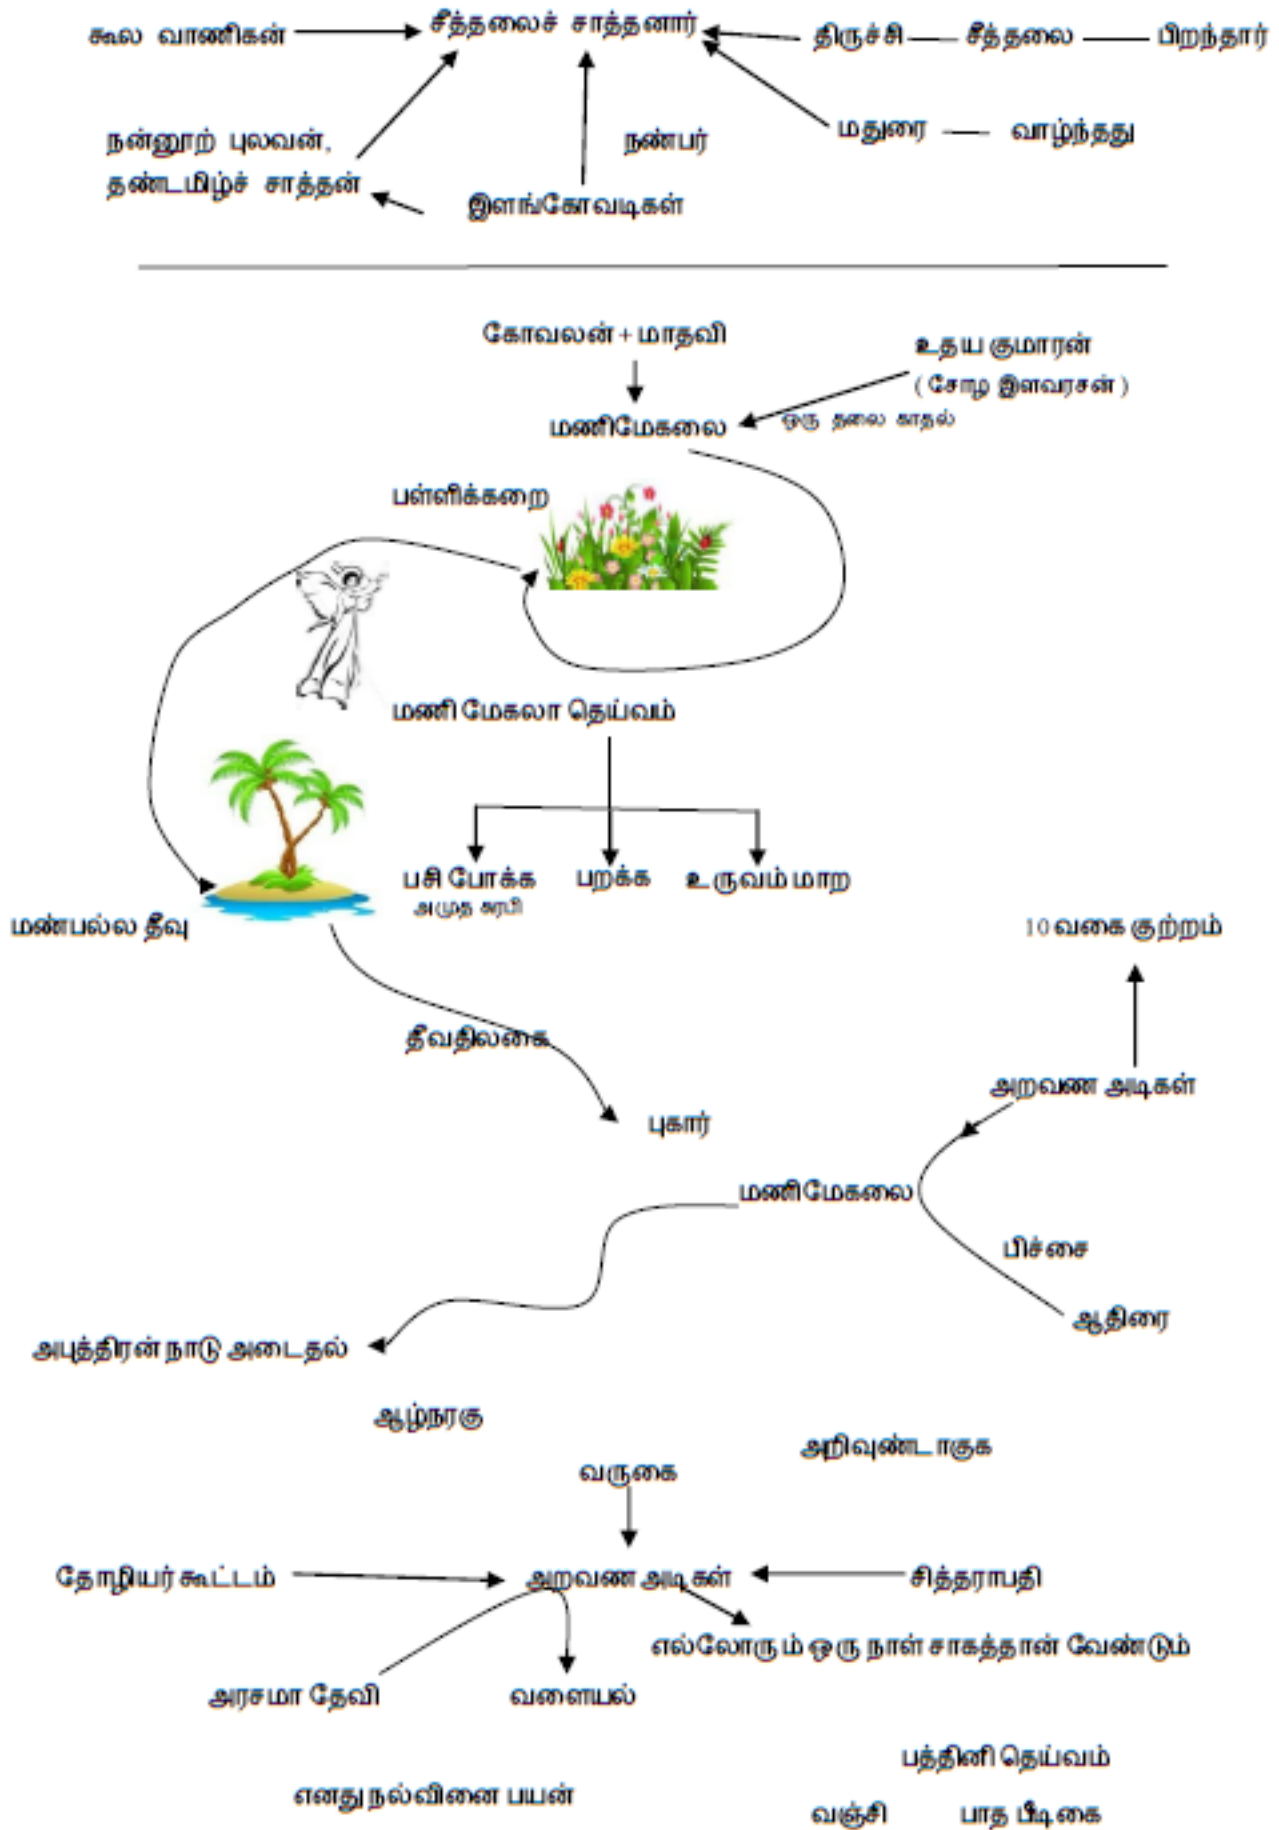 கூல வாணிகன்
சீத்தலைச் சாத்தனார்
திருச்சி
சீத்தலை
பிறந்தார்
நன்னூற் புலவன்,
தண்டமிழ்ச் சாத்தன்
நண்பர்
மதுரை
வாழ்ந்தது
இளங்கோவடிகள்
கோவலன் + மாதவி
உதய குமாரன்
( சோழ இளவரசன் )
மணிமேகலை
ஒரு தலை காதல்
பள்ளிக்கறை
மணி மேகலா தெய்வம்
பசி போக்க
அமுத சுரபி
பறக்க
உருவம் மாற
மண்பல்ல தீவு
10 வகை குற்றம்
தீவதிலகை
அறவண அடிகள்
புகார்
மணிமேகலை
பிச்சை
ஆதிரை
அபுத்திரன் நாடு அடைதல்
ஆழ்நரகு
அறிவுண்டாகுக
வருகை
தோழியர் கூட்டம்
அறவண அடிகள்
சித்தராபதி
எல்லோரும் ஒரு நாள் சாகத்தான் வேண்டும்
அரசமா தேவி
வளையல்
பத்தினி தெய்வம்
எனது நல்வினை பயன்
வஞ்சி
பாத பீடிகை